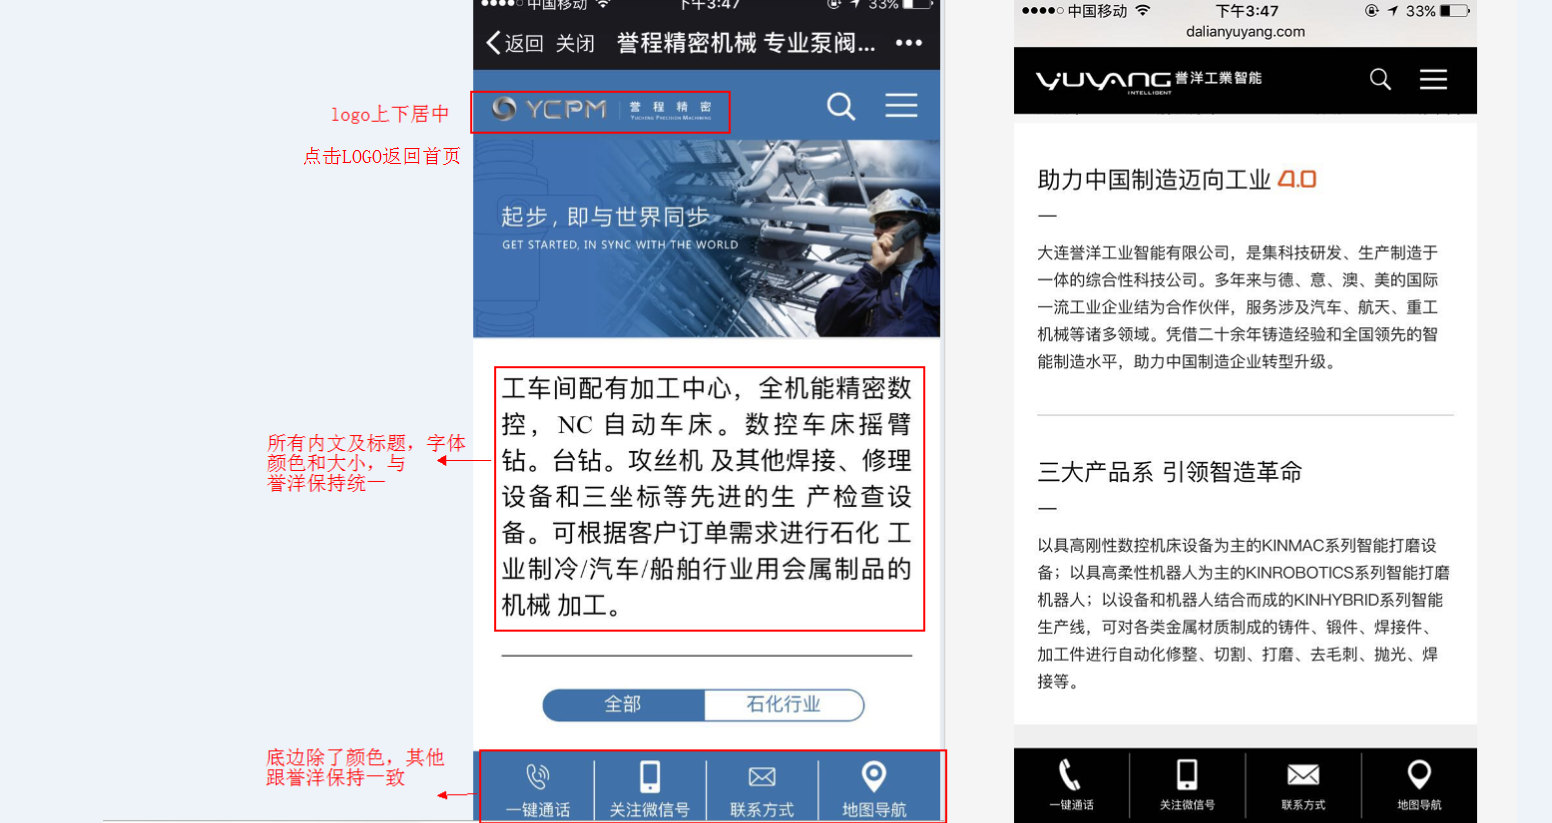 中国移动
下午3:47
33%
返回 关闭 誉程精密机械 专业泵阀...
YCPM 誉程精密
YUCHENG PRECISION MACHINING
logo上下居中
点击LOGO返回首页
起步，即与世界同步
GET STARTED, IN SYNC WITH THE WORLD
工车间配有加工中心，全机能精密数
控，NC 自动车床。数控车床摇臂
钻。台钻。攻丝机 及其他焊接、修理
设备和三坐标等先进的生 产检查设
备。可根据客户订单需求进行石化 工
业制冷/汽车/船舶行业用会属制品的
机械 加工。
所有内文及标题，字体
颜色和大小，与
誉洋保持统一
全部
石化行业
底边除了颜色，其他
跟誉洋保持一致
一键通话
关注微信号
联系方式
地图导航
中国移动
下午3:47
33%
dalianyuyang.com
YUYANG 誉洋工業智能
INTELLIGENT
助力中国制造迈向工业 4.0
大连誉洋工业智能有限公司，是集科技研发、生产制造于
一体的综合性科技公司。多年来与德、意、澳、美的国际
一流工业企业结为合作伙伴，服务涉及汽车、航天、重工
机械等诸多领域。凭借二十余年铸造经验和全国领先的智
能制造水平，助力中国制造企业转型升级。
三大产品系 引领智造革命
以具高刚性数控机床设备为主的KINMAC系列智能打磨设
备；以具高柔性机器人为主的KINROBOTICS系列智能打磨
机器人；以设备和机器人结合而成的KINHYBRID系列智能
生产线，可对各类金属材质制成的铸件、锻件、焊接件、
加工件进行自动化修整、切割、打磨、去毛刺、抛光、焊
接等。
一键通话
关注微信号
联系方式
地图导航